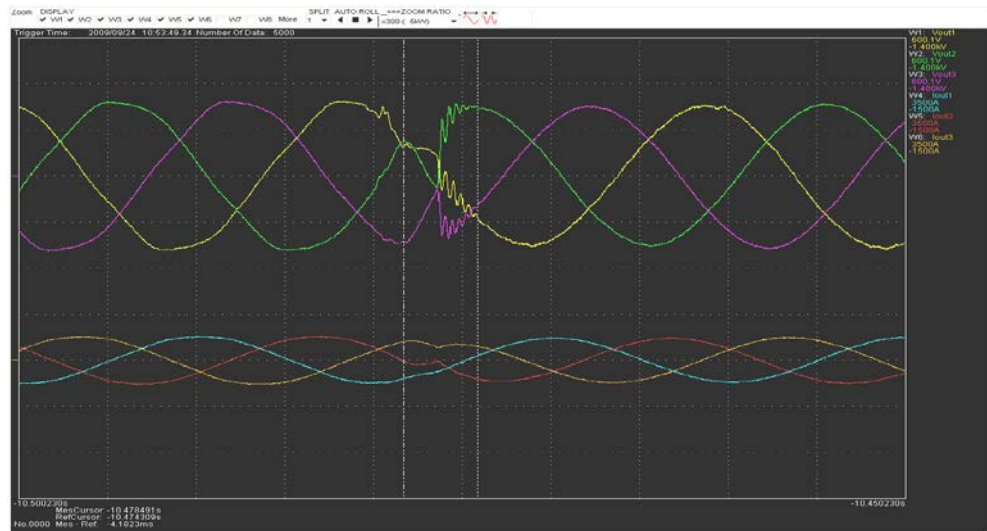 Zoom DISPLAY SPLIT AUTO-ROLL ===ZOOM RATIO
W1 W2 W3 W4 W5 W6 W7 W8 More 1 ×300 ( 5kW)
Trigger Time: 2009/09/24 10:53:49.34 Number Of Data: 5000
W1: Vout1
600.1V
-1.400kV
W2: Vout2
600.1V
-1.400kV
W3: Vout3
600.1V
-1.400kV
W4: Iout1
3500A
-1500A
W5: Iout2
3500A
-1500A
W6: Iout3
3500A
-1500A
-10.500230s -10.450230s
MesCursor:-10.478491s
RefCursor:-10.474309s
No.0000 Mes - Ref: -4.1823ms